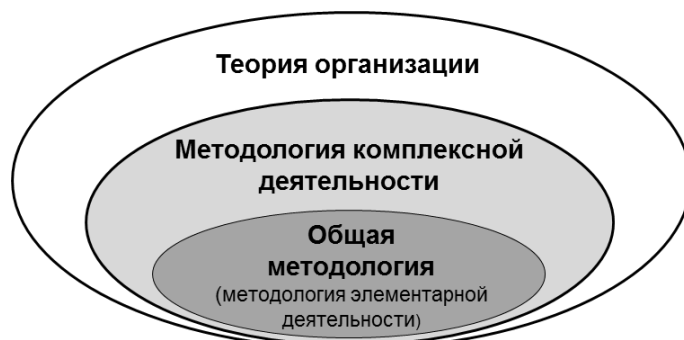 Теория организации
Методология комплексной
деятельности
Общая
методология
(методология элементарной
деятельности)